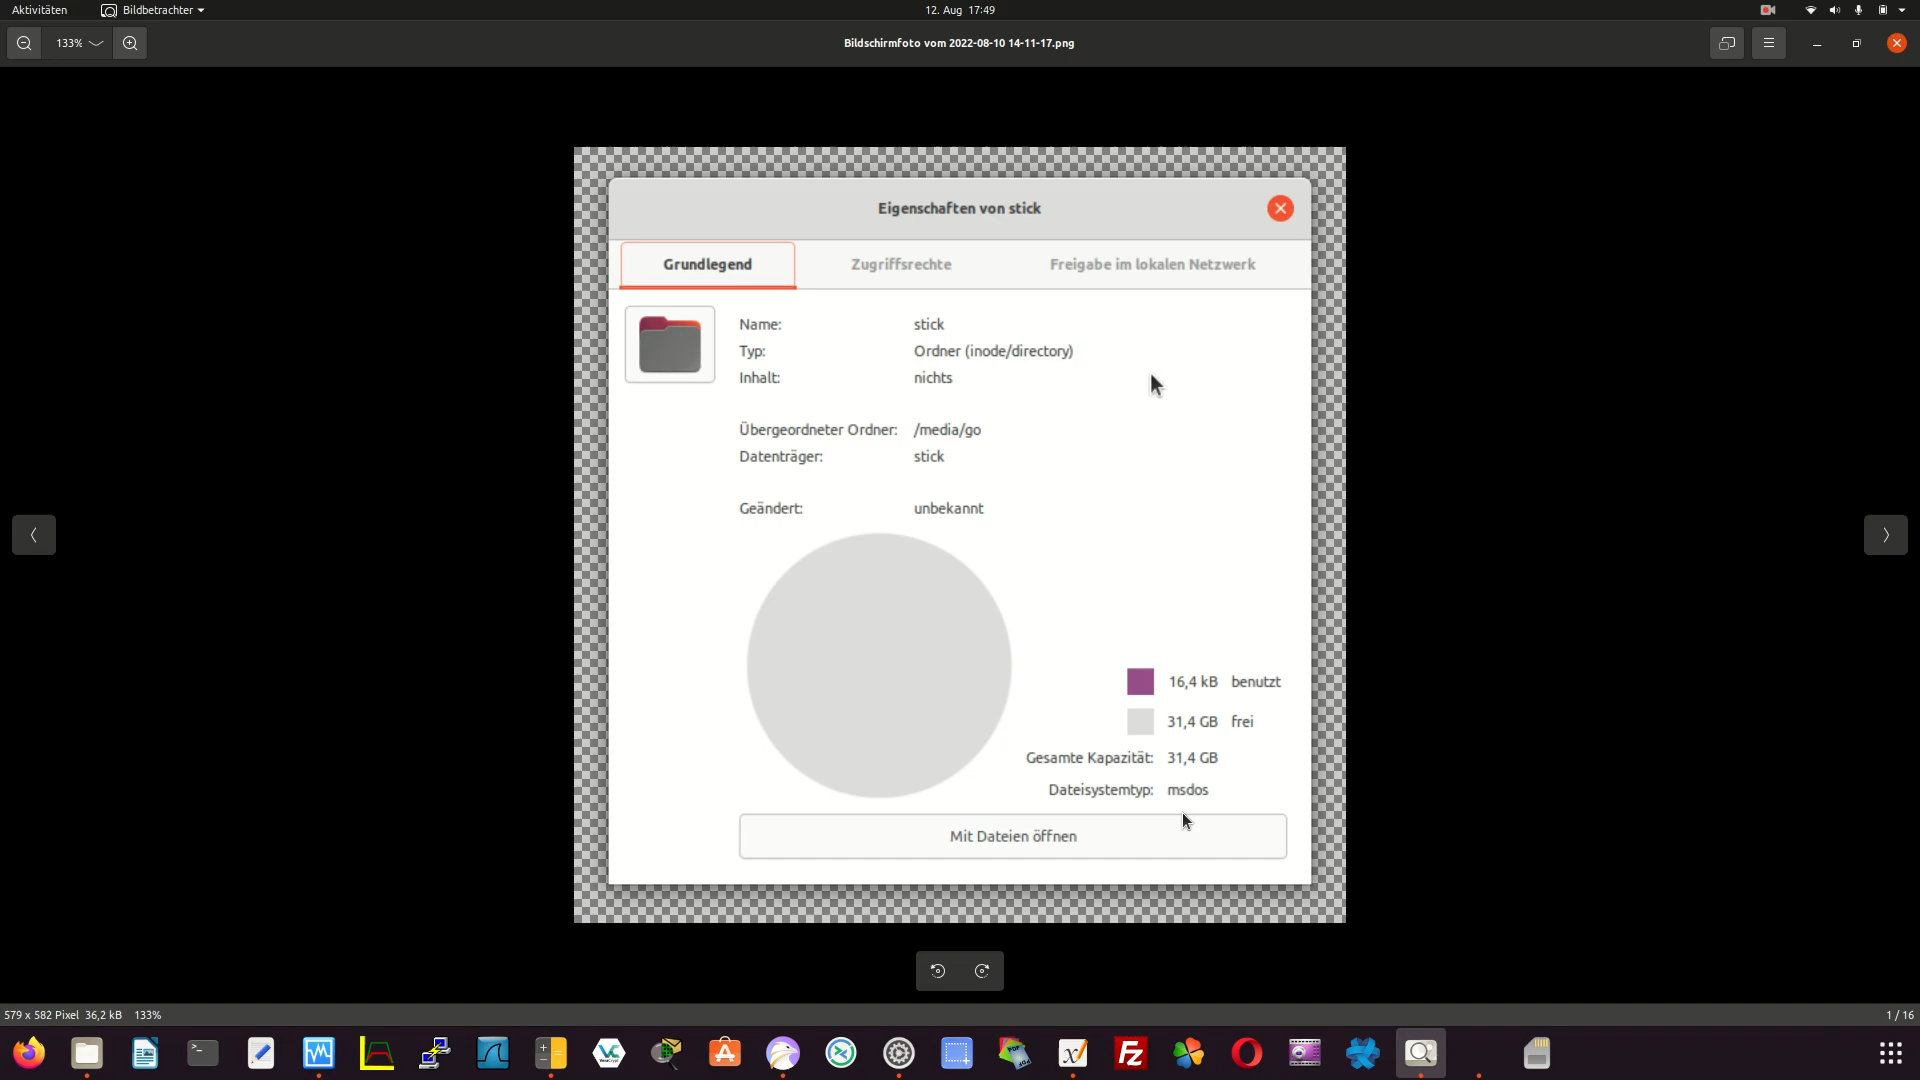 Aktivitäten
Bildbetrachter
12. Aug 17:49
133%
Bildschirmfoto vom 2022-08-10 14-11-17.png
Eigenschaften von stick
Grundlegend
Zugriffsrechte
Freigabe im lokalen Netzwerk
Name: stick
Typ: Ordner (inode/directory)
Inhalt: nichts
Übergeordneter Ordner: /media/go
Datenträger: stick
Geändert: unbekannt
16,4 kB benutzt
31,4 GB frei
Gesamte Kapazität: 31,4 GB
Dateisystemtyp: msdos
Mit Dateien öffnen
579 x 582 Pixel 36,2 kB 133%
1 / 16